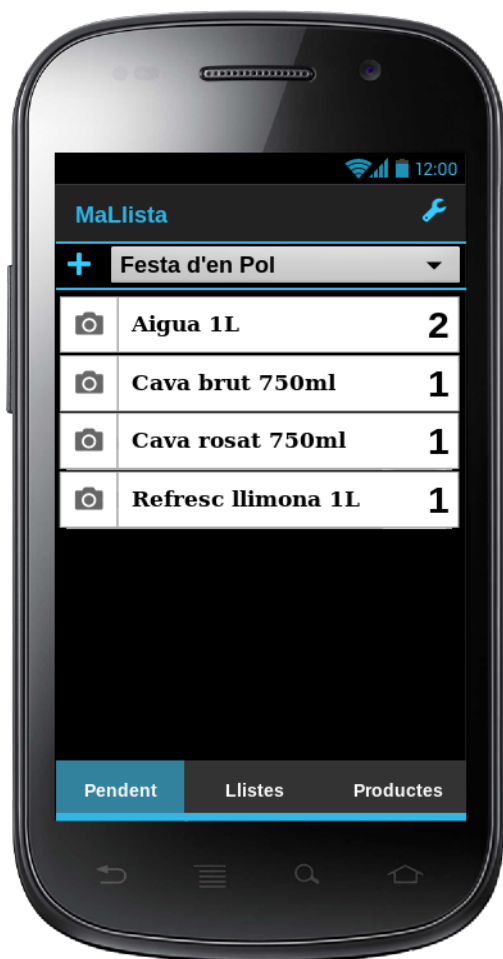 12:00
MaLlista
Festa d'en Pol
Aigua 1L 2
Cava brut 750ml 1
Cava rosat 750ml 1
Refresc llimona 1L 1
Pendent Llistes Productes